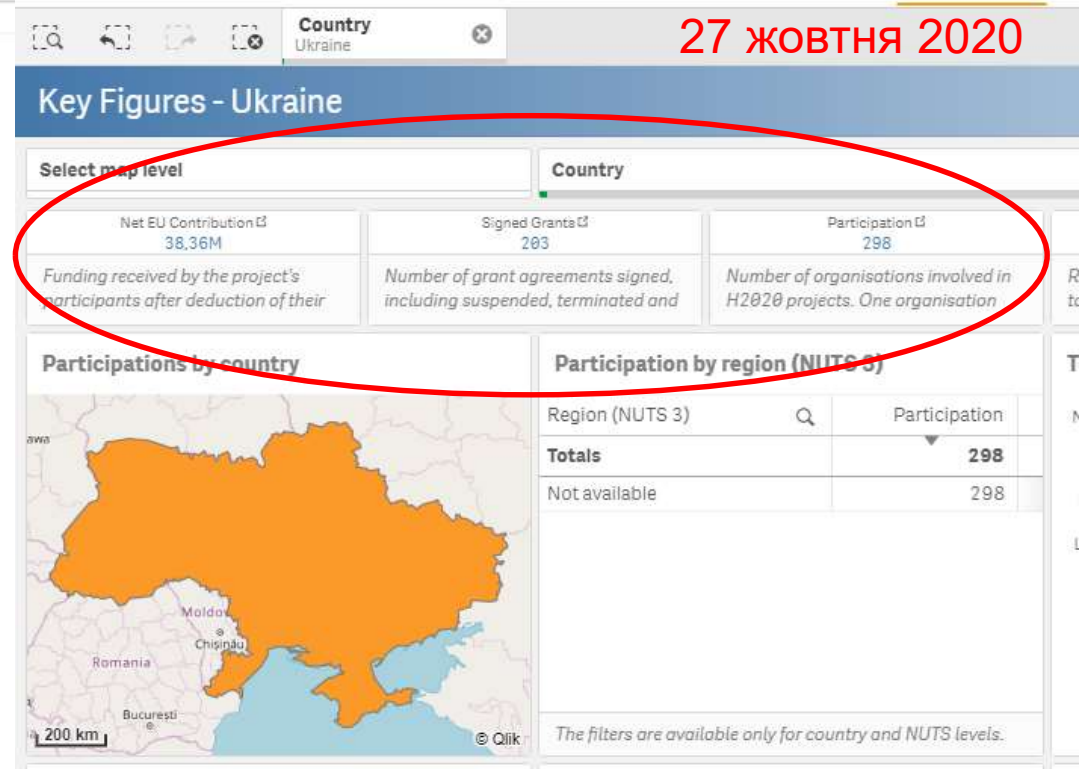 Country
Ukraine
27 жовтня 2020
Key Figures - Ukraine
Select map level
Country
Net EU Contribution
38,36M
Funding received by the project's
participants after deduction of their
Signed Grants
203
Number of grant agreements signed,
including suspended, terminated and
Participation
298
Number of organisations involved in
H2020 projects. One organisation
Participations by country
Moldov
Chișinău
Romania
București
200 km
© Qlik
Participation by region (NUTS 3)
Region (NUTS 3)
Participation
Totals
298
Not available
298
The filters are available only for country and NUTS levels.